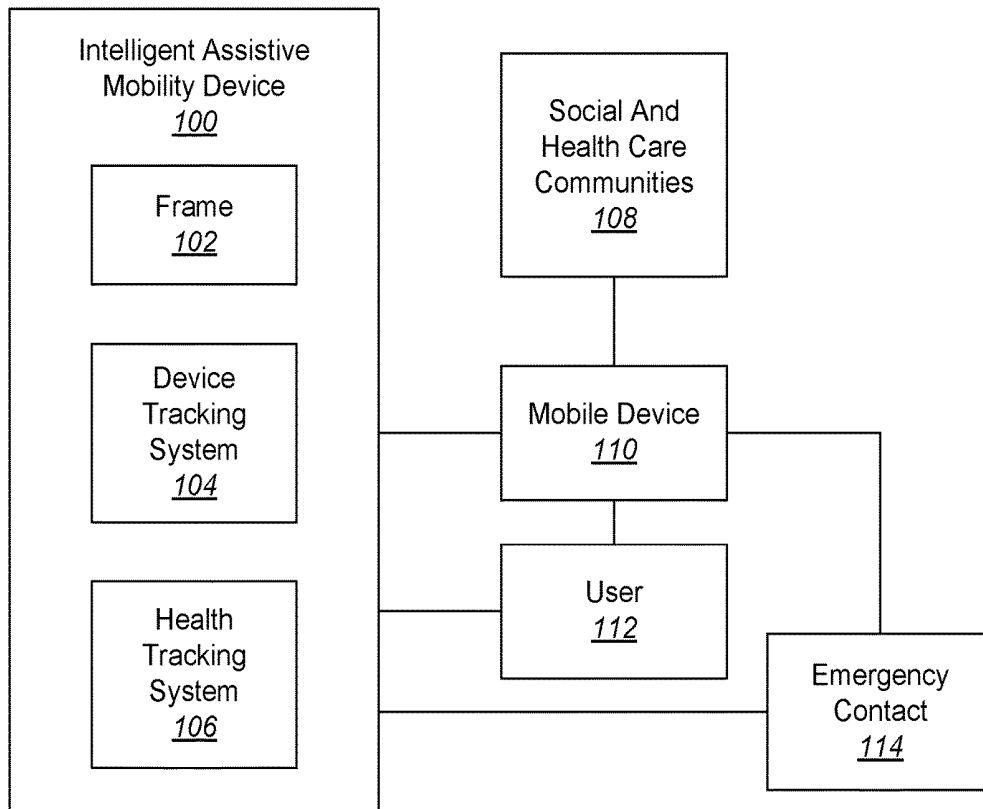 Intelligent Assistive
Mobility Device
100
Frame
102
Device
Tracking
System
104
Health
Tracking
System
106
Social And
Health Care
Communities
108
Mobile Device
110
User
112
Emergency
Contact
114